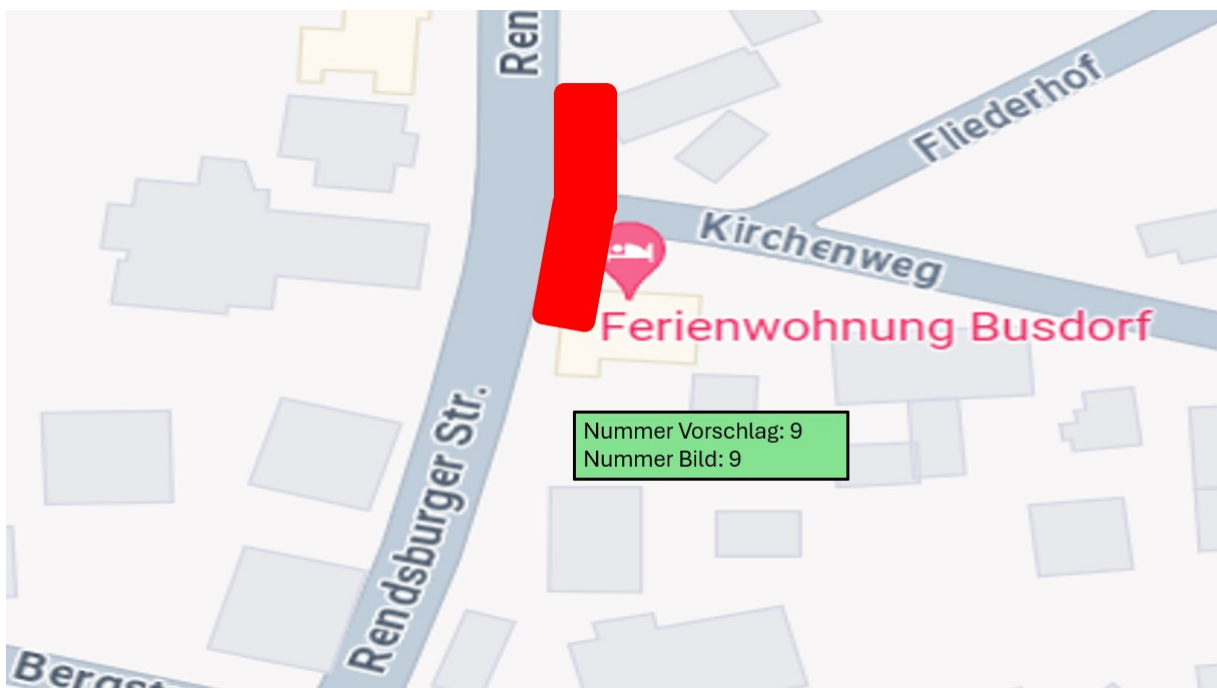 Ren
Fliederhof
Kirchenweg
Ferienwohnung Busdorf
Rendsburger Str.
Nummer Vorschlag: 9
Nummer Bild: 9
Bergst